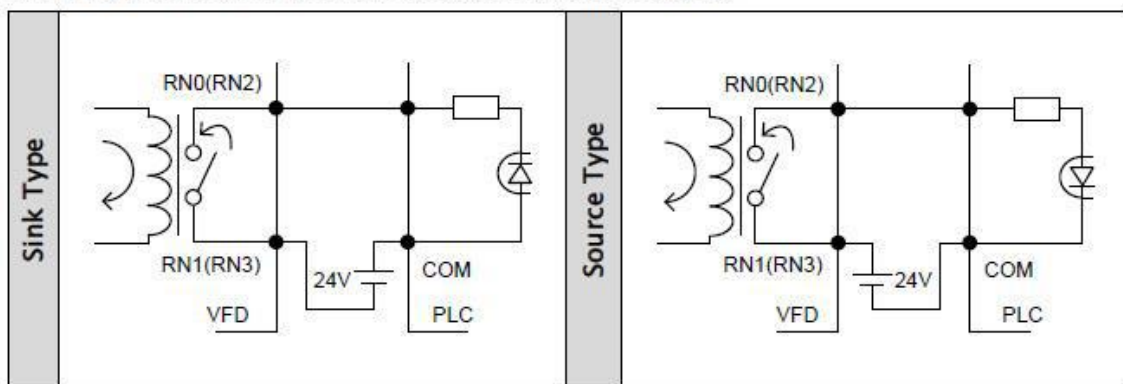 Sink Type
RN0(RN2)
RN1(RN3)
24V
COM
VFD
PLC
Source Type
RN0(RN2)
RN1(RN3)
24V
COM
VFD
PLC